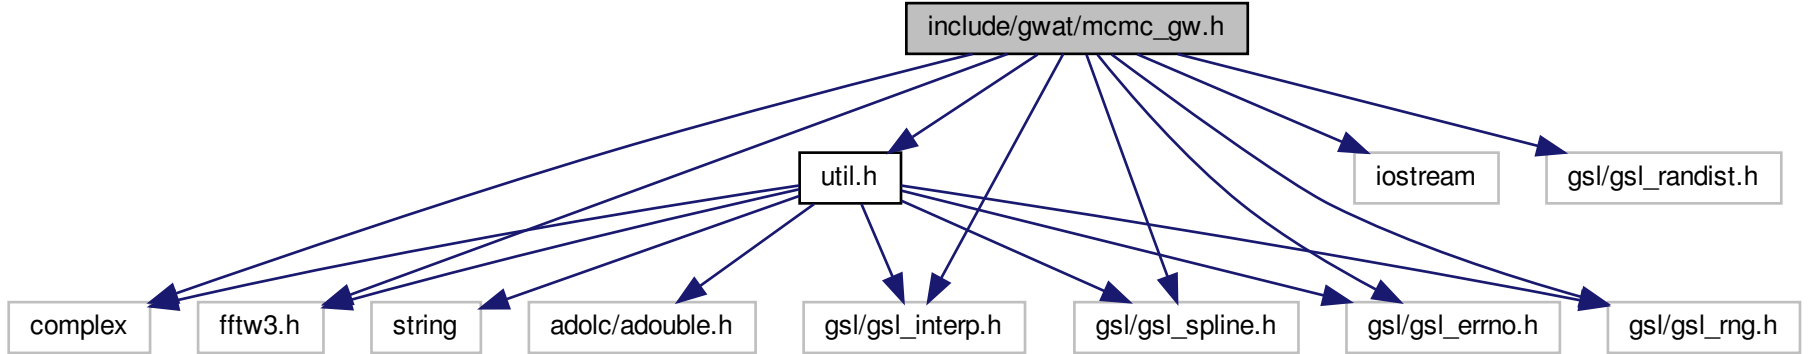 include/gwat/mcmc_gw.h
util.h
iostream
gsl/gsl_randist.h
complex
fftw3.h
string
adolc/adouble.h
gsl/gsl_interp.h
gsl/gsl_spline.h
gsl/gsl_errno.h
gsl/gsl_rng.h